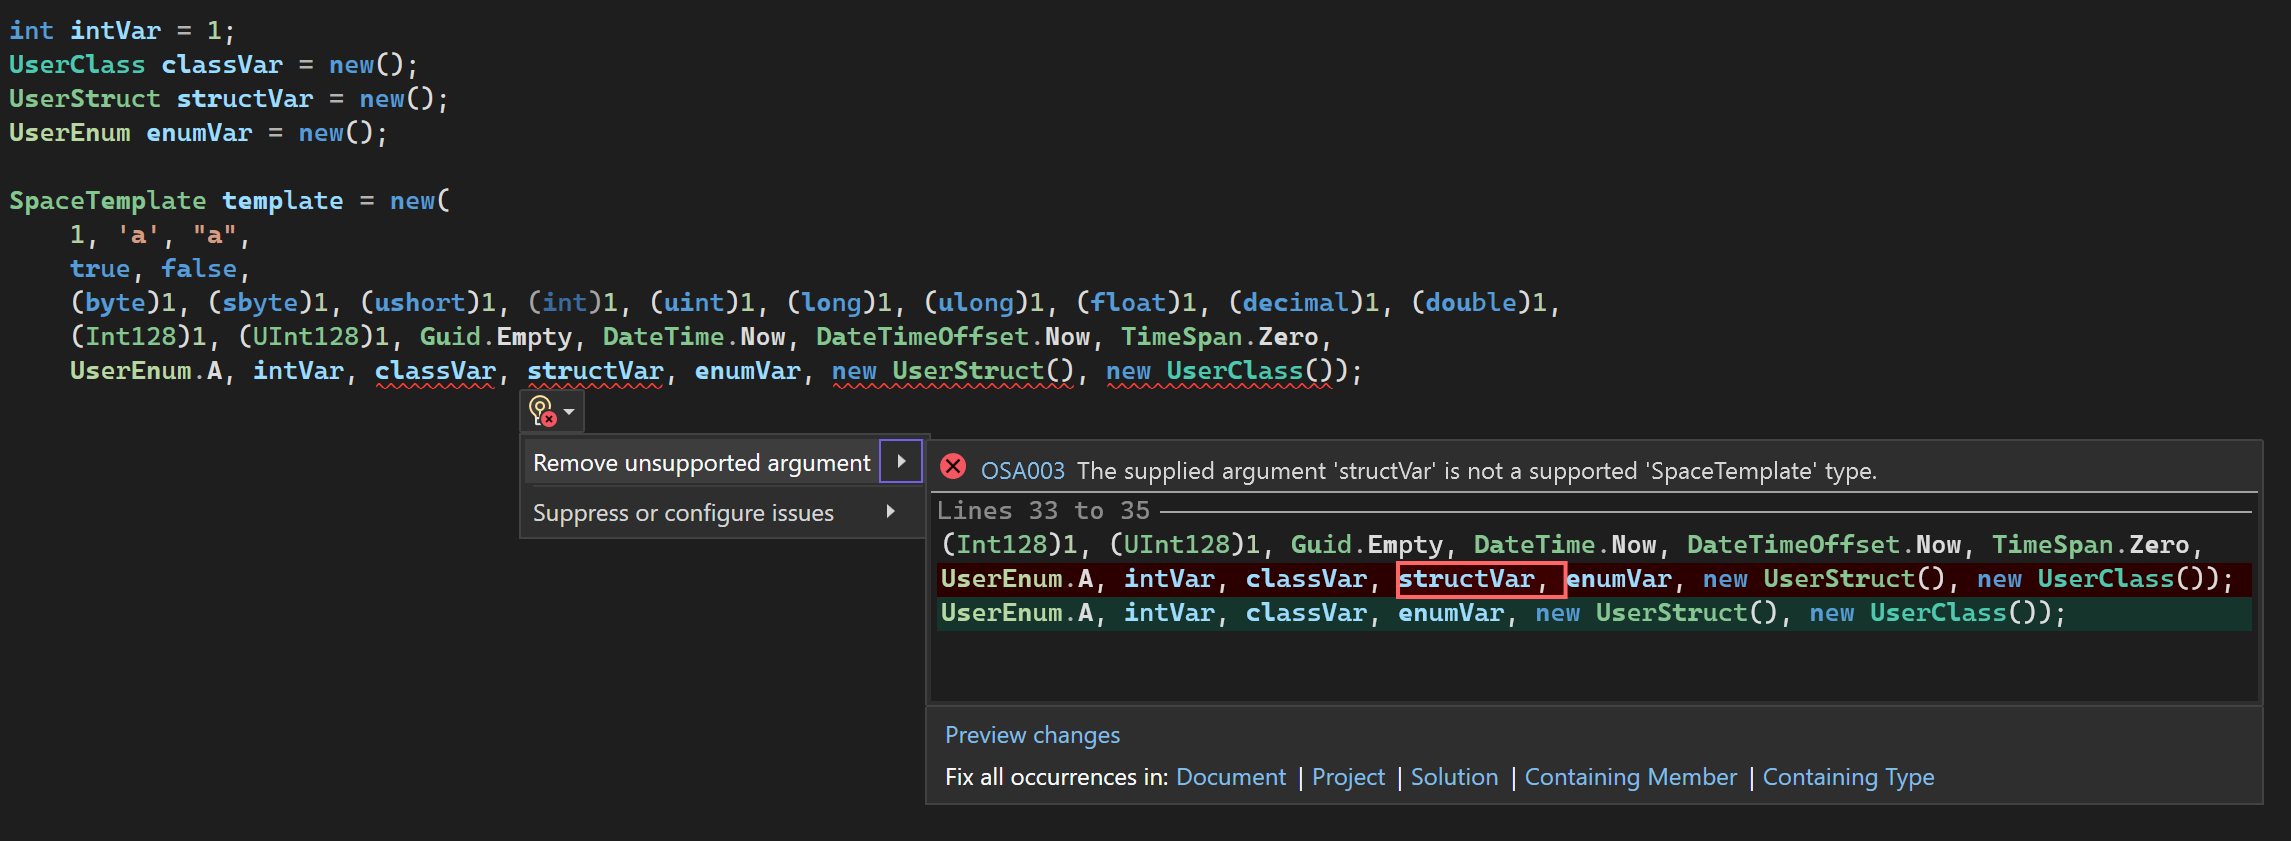 int intVar = 1;
UserClass classVar = new();
UserStruct structVar = new();
UserEnum enumVar = new();
SpaceTemplate template = new(
1, 'a', "a",
true, false,
(byte)1, (sbyte)1, (ushort)1, (int)1, (uint)1, (long)1, (ulong)1, (float)1, (decimal)1, (double)1,
(Int128)1, (UInt128)1, Guid.Empty, DateTime.Now, DateTimeOffset.Now, TimeSpan.Zero,
UserEnum.A, intVar, classVar, structVar, enumVar, new UserStruct(), new UserClass());
Remove unsupported argument
Suppress or configure issues
OSA003 The supplied argument 'structVar' is not a supported 'SpaceTemplate' type.
Lines 33 to 35
(Int128)1, (UInt128)1, Guid.Empty, DateTime.Now, DateTimeOffset.Now, TimeSpan.Zero,
UserEnum.A, intVar, classVar, structVar, enumVar, new UserStruct(), new UserClass());
UserEnum.A, intVar, classVar, enumVar, new UserStruct(), new UserClass());
Preview changes
Fix all occurrences in: Document | Project | Solution | Containing Member | Containing Type